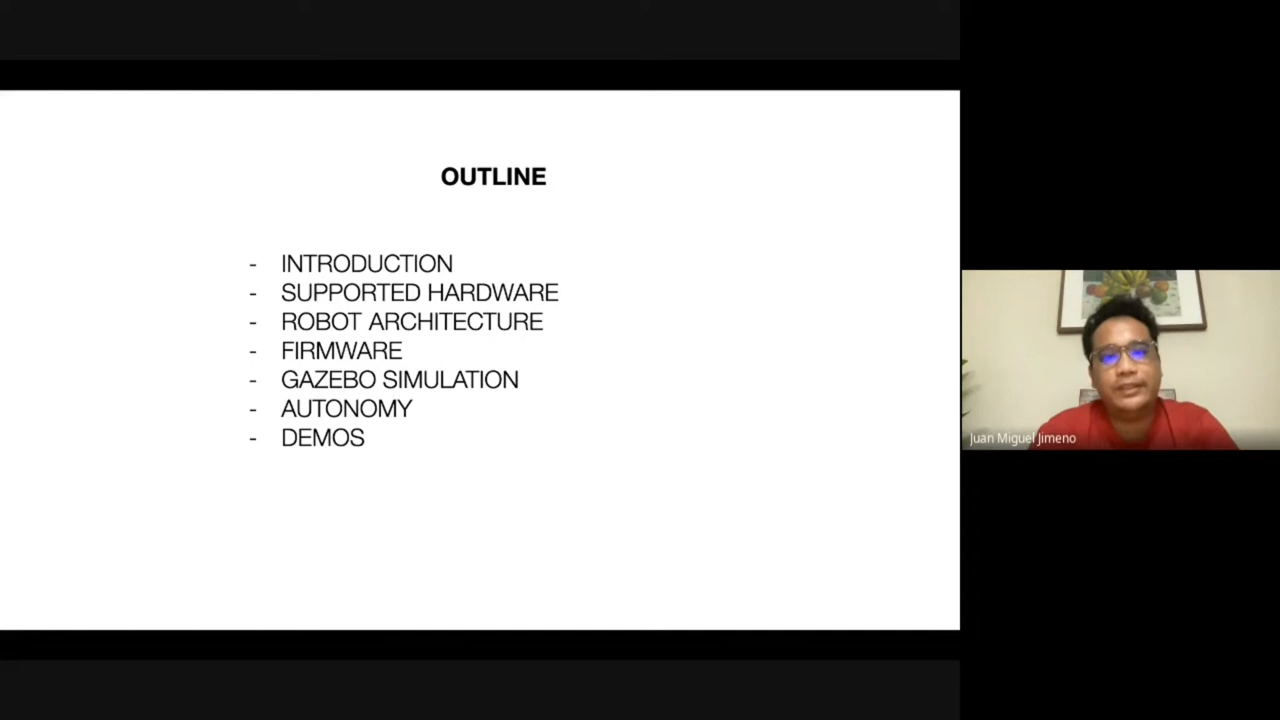 OUTLINE
- INTRODUCTION
- SUPPORTED HARDWARE
- ROBOT ARCHITECTURE
- FIRMWARE
- GAZEBO SIMULATION
- AUTONOMY
- DEMOS
Juan Miguel Jimeno